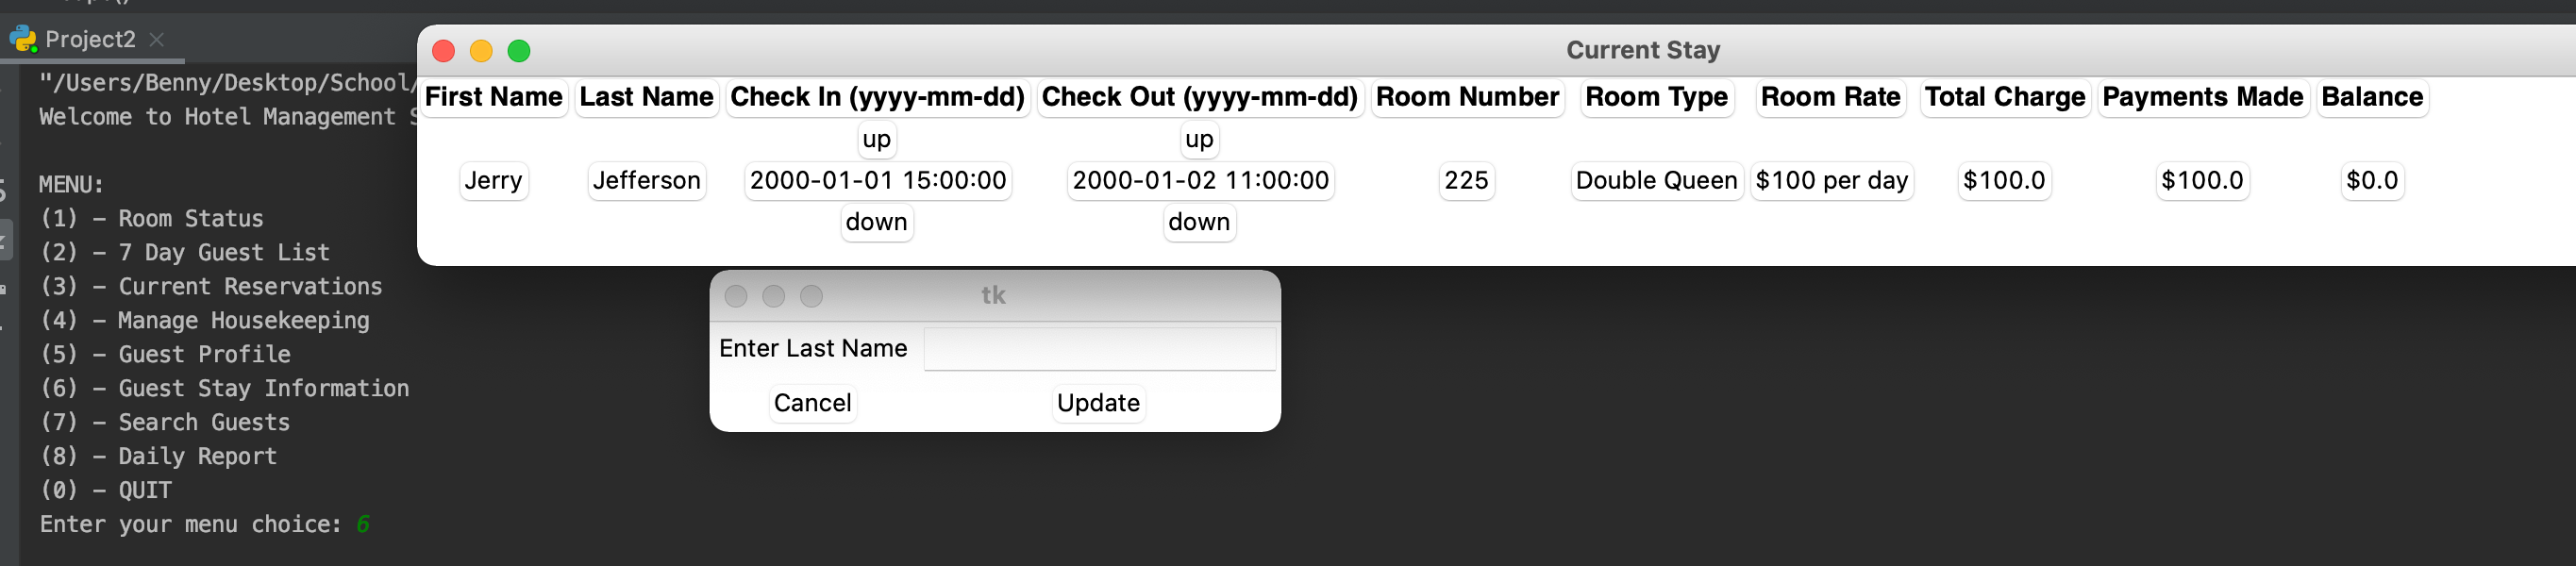 Project2
"/Users/Benny/Desktop/School/
Welcome to Hotel Management S
MENU:
(1) – Room Status
(2) – 7 Day Guest List
(3) – Current Reservations
(4) – Manage Housekeeping
(5) – Guest Profile
(6) – Guest Stay Information
(7) – Search Guests
(8) – Daily Report
(0) – QUIT
Enter your menu choice: 6
Current Stay
First Name Last Name Check In (yyyy-mm-dd) Check Out (yyyy-mm-dd) Room Number Room Type Room Rate Total Charge Payments Made Balance
up up
Jerry Jefferson 2000-01-01 15:00:00 2000-01-02 11:00:00 225 Double Queen $100 per day $100.0 $100.0 $0.0
down down
tk
Enter Last Name
Cancel Update